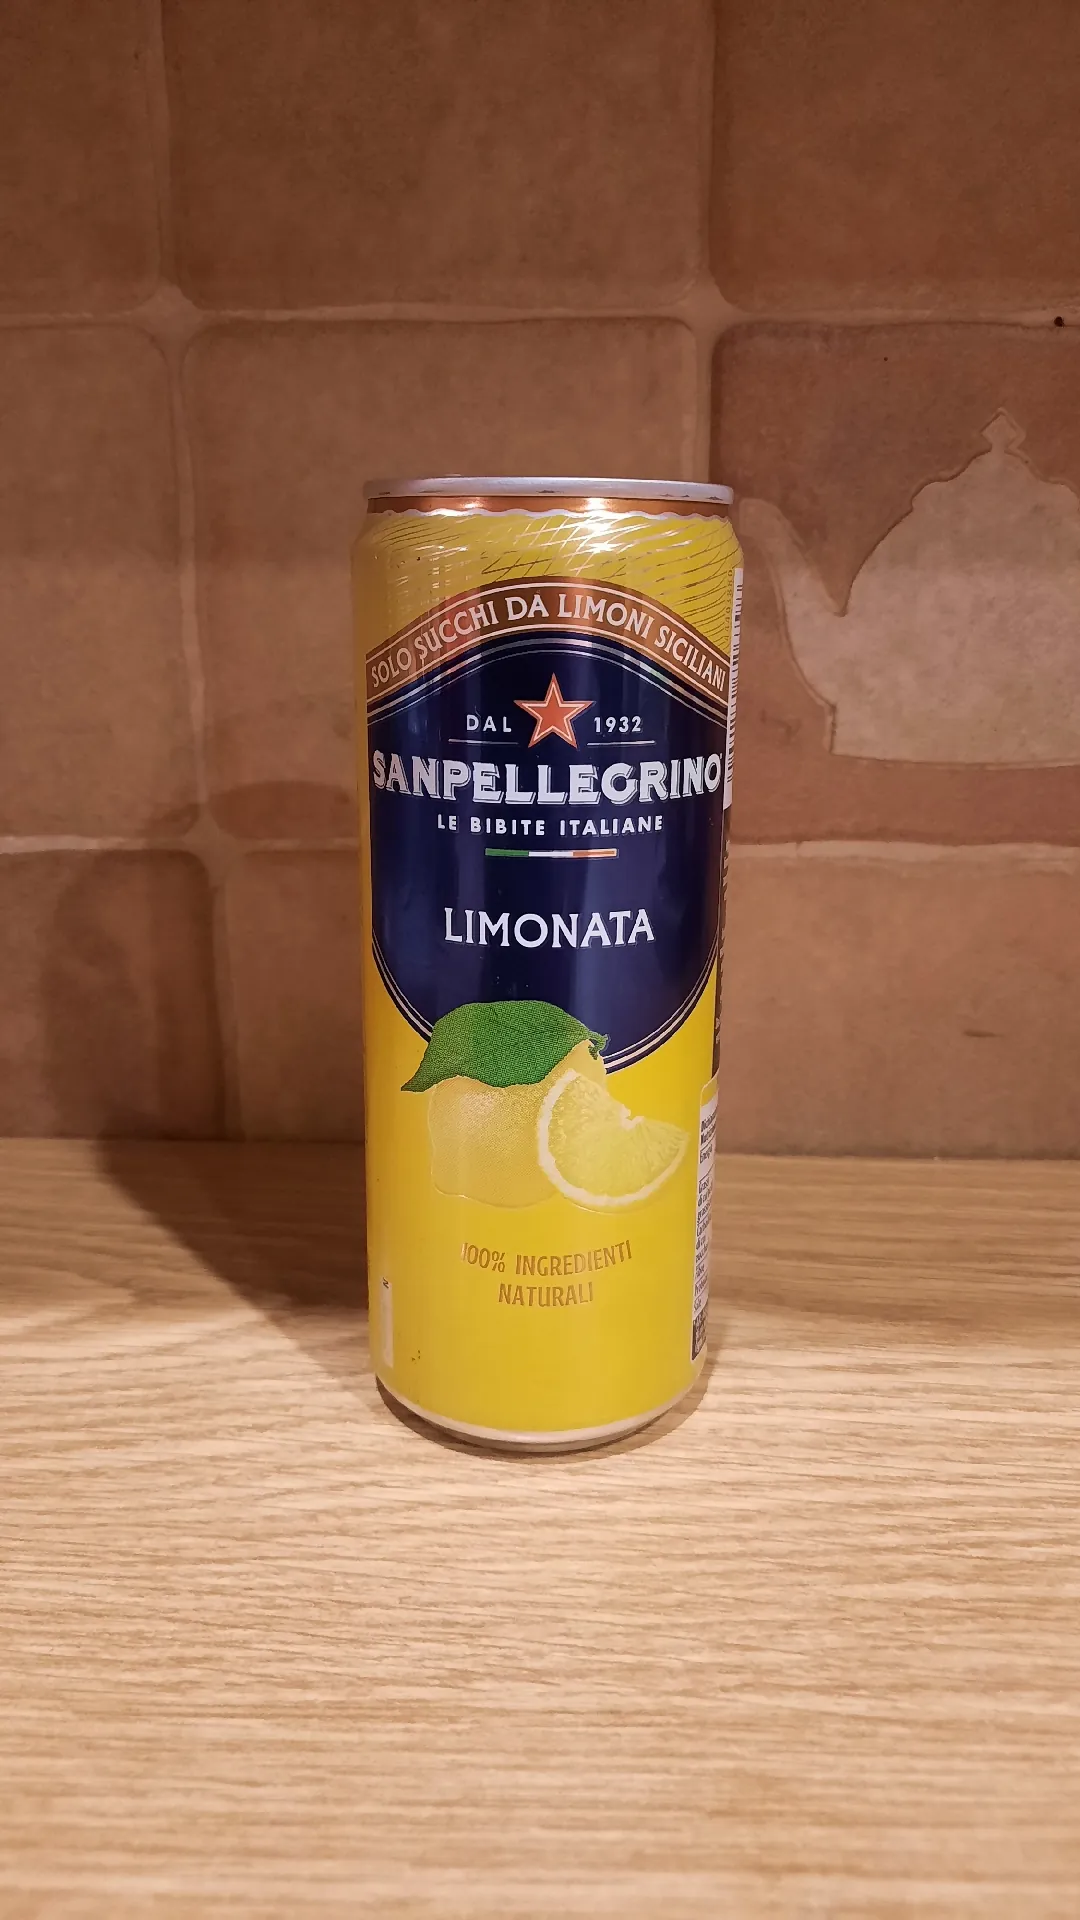 SOLO SUCCHI DA LIMONI SICILIANI
DAL 1932
SANPELLEGRINO
LE BIBITE ITALIANE
LIMONATA
100% INGREDIENTI
NATURALI